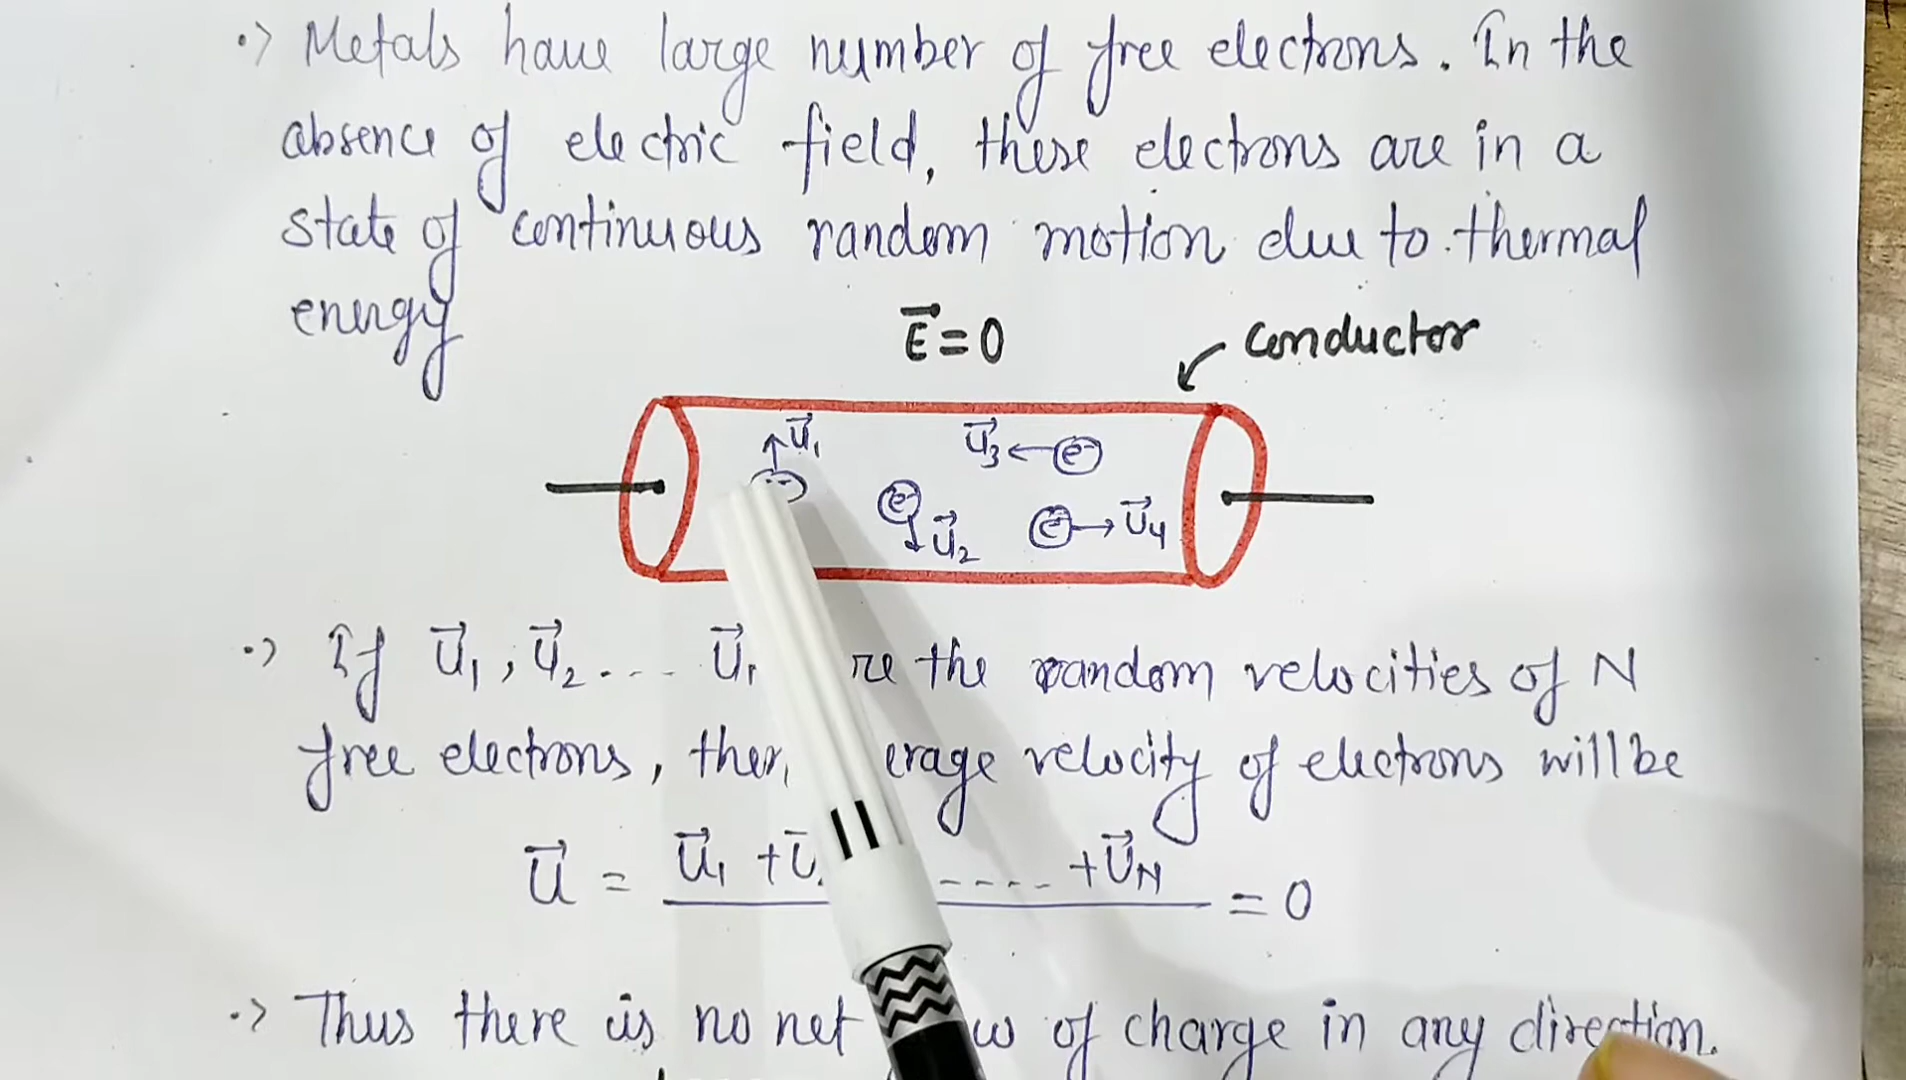 ·> Metals have large number of free electrons. In the
absence of electric field, these electrons are in a
state of continuous random motion due to thermal
energy
E⃗=0
conductor
u⃗₁
u⃗₃ e⁻
e⁻ u⃗₂
e⁻ u⃗₄
·> If u⃗₁, u⃗₂.... are the random velocities of N
free electrons, velocity of electrons will be
u⃗ = u⃗₁ + ---- +u⃗N = 0
·> Thus there is no net of charge in any direction.